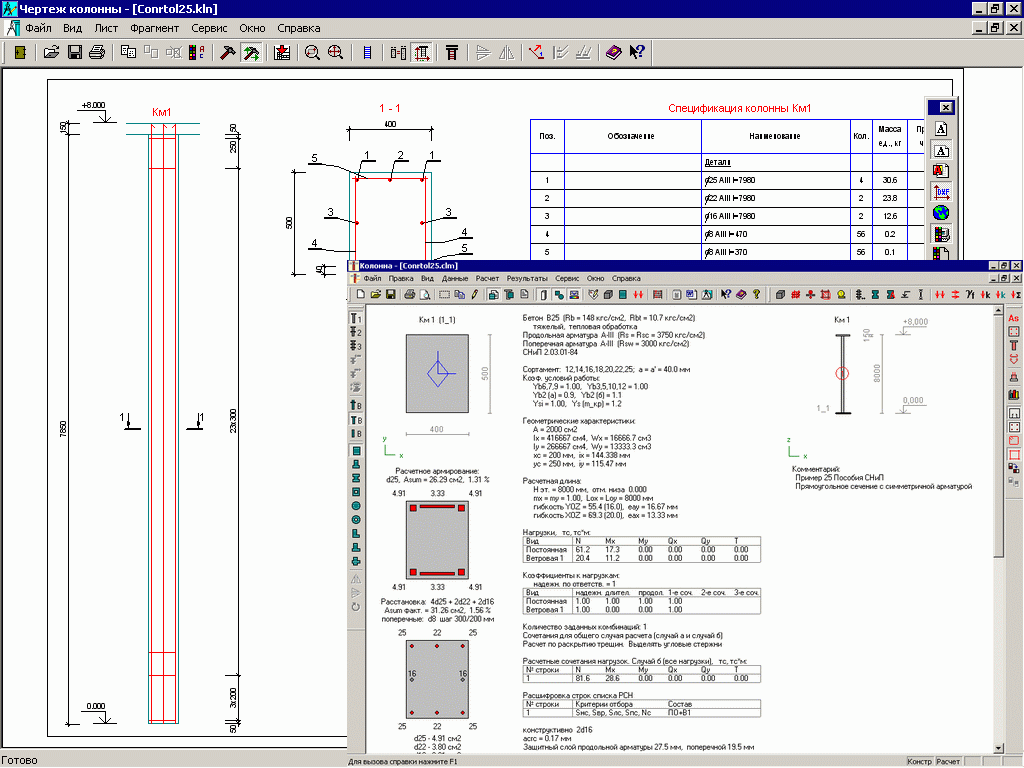 Чертеж колонны - [Conrtol25.kln]
Файл Вид Лист Фрагмент Сервис Окно Справка
+8.000
Км1
150
50
250
7850
1
1
23x300
3x200
50
0.000
1 - 1
400
5
1
2
1
3
3
4
4
5
500
40
Спецификация колонны Км1
Поз. Обозначение Наименование Кол. Масса ед., кг
Детали
1 ϕ25 AIII l=7980 4 30.6
2 ϕ22 AIII l=7980 2 23.8
3 ϕ16 AIII l=7980 2 12.6
4 ϕ8 AIII l=470 56 0.2
5 ϕ8 AIII l=370 56 0.1
Колонна - [Conrtol25.clm]
Файл Правка Вид Данные Расчет Результаты Сервис Окно Справка
Км 1 (1_1)
500
400
y
x
Расчетное армирование:
d25, Asum = 26.29 см2, 1.31 %
4.91 3.33 4.91
4.91 3.33 4.91
Расстановка: 4d25 + 2d22 + 2d16
Asum факт. = 31.26 см2, 1.56 %
поперечные: d8 шаг 300/200 мм
25 22 25
16 16
25 22 25
d25 - 4.91 см2
d22 - 3.80 см2
Бетон B25 (Rb = 148 кгс/см2, Rbt = 10.7 кгс/см2)
тяжелый, тепловая обработка
Продольная арматура A-III (Rs = Rsc = 3750 кгс/см2)
Поперечная арматура A-III (Rsw = 3000 кгс/см2)
СНиП 2.03.01-84
Сортамент: 12,14,16,18,20,22,25; a = a' = 40.0 мм
Коэф. условий работы:
Yb6,7,9 = 1.00, Yb3,5,10,12 = 1.00
Yb2 (а) = 0.9, Yb2 (б) = 1.1
Ysi = 1.00, Ys (m_кр) = 1.2
Геометрические характеристики:
A = 2000 см2
Ix = 416667 см4, Wx = 16666.7 см3
Iy = 266667 см4, Wy = 13333.3 см3
xc = 200 мм, ix = 144.338 мм
yc = 250 мм, iy = 115.47 мм
Расчетная длина:
H эт. = 8000 мм, отм. низа 0.000
mx = my = 1.00, Lox = Loy = 8000 мм
гибкость YOZ = 55.4 (16.0), eay = 16.67 мм
гибкость XOZ = 69.3 (20.0), eax = 13.33 мм
Нагрузки, тс, тс*м:
Вид N Mx My Qx Qy T
Постоянная 61.2 17.3 0.00 0.00 0.00 0.00
Ветровая 1 20.4 11.2 0.00 0.00 0.00 0.00
Коэффициенты к нагрузкам:
надежн. по ответств. = 1
Вид надежн. длител. продол. 1-е соч. 2-е соч. 3-е соч.
Постоянная 1.00 1.00 1.00 1.00
Ветровая 1 1.00 0.00 0.00 1.00
Количество заданных комбинаций: 1
Сочетания для общего случая расчета (случай а и случай б)
Расчет по раскрытию трещин. Выделять угловые стержни
Расчетные сочетания нагрузок. Случай б (все нагрузки), тс, тс*м:
№ строки N Mx My Qx Qy T
1 81.6 28.6 0.00 0.00 0.00 0.00
Расшифровка строк списка РСН
№ строки Критерии отбора Состав
1 Sнс, Sвр, Sлс, Sпс, Nc П0+В1
конструктивно 2d16
acrc = 0.17 мм
Защитный слой продольной арматуры 27.5 мм, поперечной 19.5 мм
Км 1
+8,000
150
8000
0,000
1_1
z
x
Комментарий:
Пример 25 Пособия СНиП
Прямоугольное сечение с симметричной арматурой
Для вызова справки нажмите F1
Констр Расчет
Готово